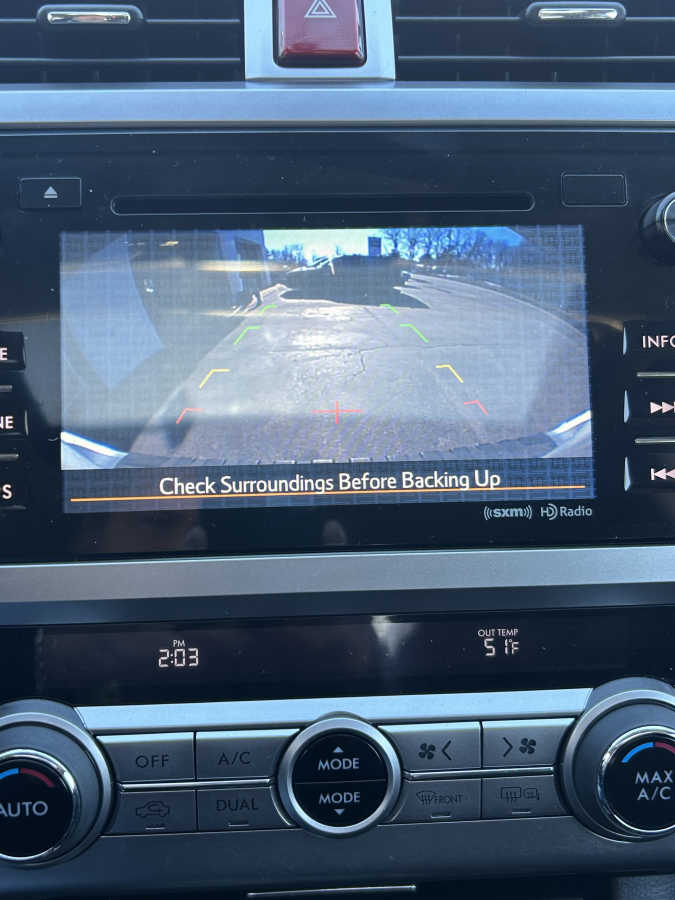 INFO
Check Surroundings Before Backing Up
((sxm)) HD Radio
PM
2:03
OUT TEMP
51°F
OFF
A/C
MODE
MODE
DUAL
FRONT
AUTO
MAX
A/C